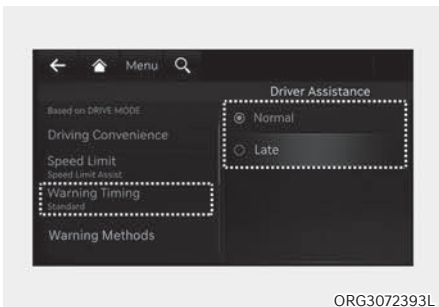 Menu
Driver Assistance
Based on DRIVE MODE
Driving Convenience
Speed Limit
Speed Limit Assist
Warning Timing
Standard
Warning Methods
Normal
Late
ORG3072393L